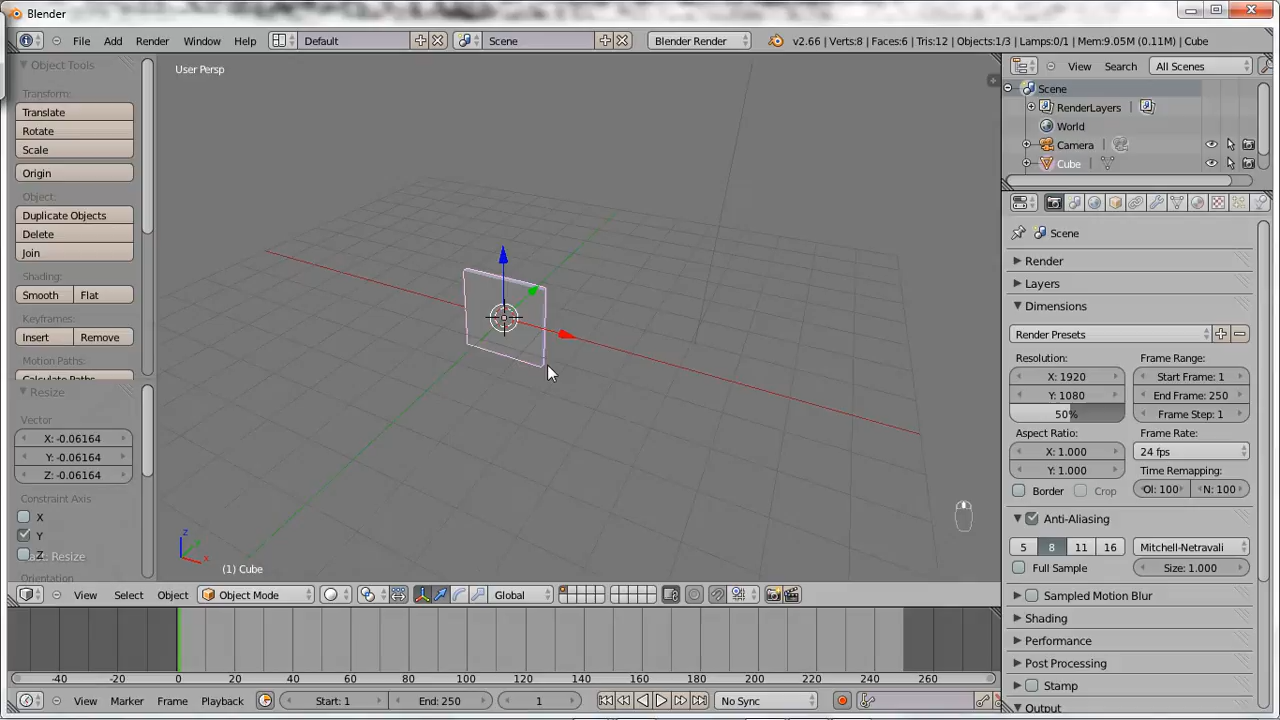 Blender
File Add Render Window Help Default Scene Blender Render v2.66 | Verts:8 | Faces:6 | Tris:12 | Objects:1/3 | Lamps:0/1 | Mem:9.05M (0.11M) | Cube
Object Tools
Transform:
Translate
Rotate
Scale
Origin
Object:
Duplicate Objects
Delete
Join
Shading:
Smooth Flat
Keyframes:
Insert Remove
Motion Paths:
Calculate Paths
Resize
Vector
X: -0.06164
Y: -0.06164
Z: -0.06164
Constraint Axis
X
Y
Z
Orientation
User Persp
z
y
x
(1) Cube
View Select Object Object Mode Global
-40 -20 0 20 40 60 80 100 120 140 160 180 200 220 240 260
View Marker Frame Playback Start: 1 End: 250 1 No Sync
View Search All Scenes
Scene
RenderLayers |
World
Camera |
Cube |
Scene
Render
Layers
Dimensions
Render Presets
Resolution: Frame Range:
X: 1920 Start Frame: 1
Y: 1080 End Frame: 250
50% Frame Step: 1
Aspect Ratio: Frame Rate:
X: 1.000 24 fps
Y: 1.000 Time Remapping:
Border Crop Ol: 100 N: 100
Anti-Aliasing
5 8 11 16 Mitchell-Netravali
Full Sample Size: 1.000
Sampled Motion Blur
Shading
Performance
Post Processing
Stamp
Output